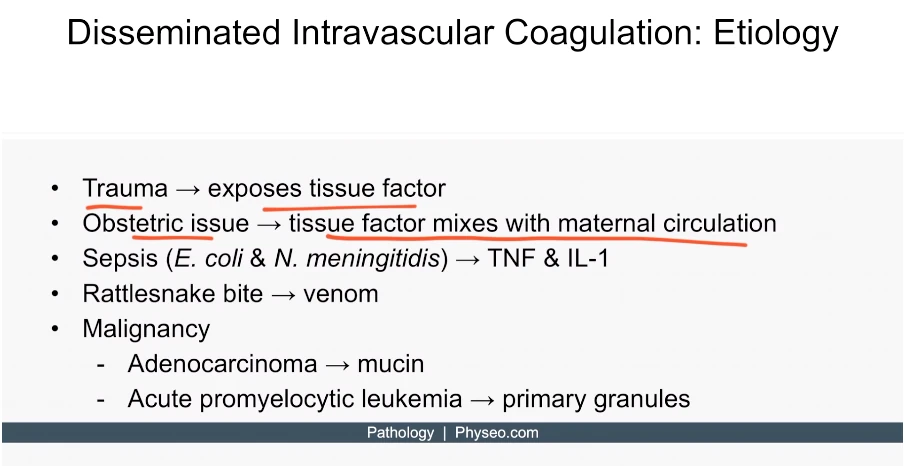 Disseminated Intravascular Coagulation: Etiology
• Trauma → exposes tissue factor
• Obstetric issue → tissue factor mixes with maternal circulation
• Sepsis (E. coli & N. meningitidis) → TNF & IL-1
• Rattlesnake bite → venom
• Malignancy
- Adenocarcinoma → mucin
- Acute promyelocytic leukemia → primary granules
Pathology | Physeo.com